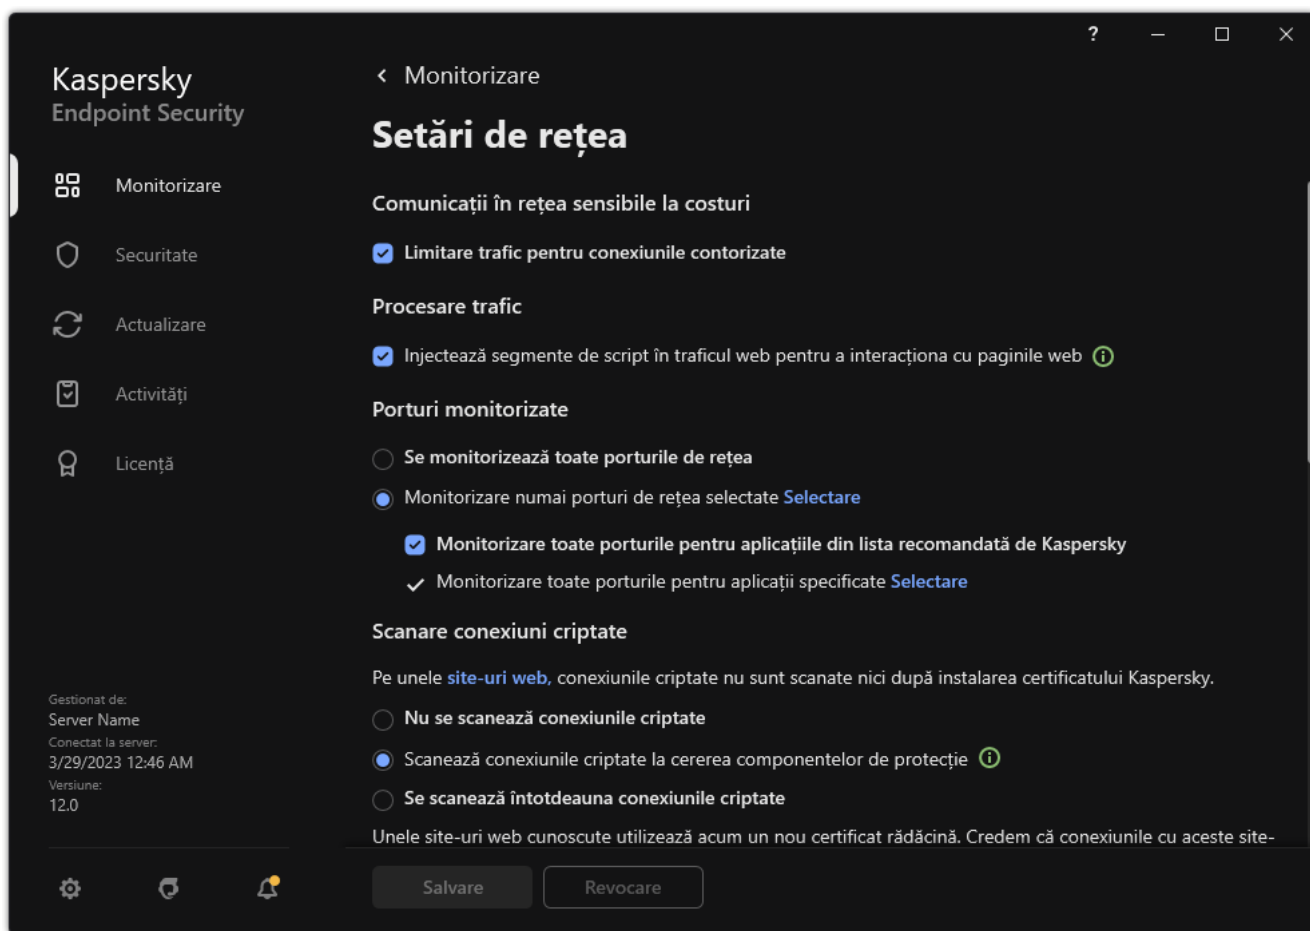 ?
Kaspersky
Endpoint Security
Monitorizare
Securitate
Actualizare
Activități
Licență
Gestionat de:
Server Name
Conectat la server:
3/29/2023 12:46 AM
Versiune:
12.0
Monitorizare
Setări de rețea
Comunicații în rețea sensibile la costuri
Limitare trafic pentru conexiunile contorizate
Procesare trafic
Injectează segmente de script în traficul web pentru a interacționa cu paginile web
Porturi monitorizate
Se monitorizează toate porturile de rețea
Monitorizare numai porturi de rețea selectate Selectare
Monitorizare toate porturile pentru aplicațiile din lista recomandată de Kaspersky
Monitorizare toate porturile pentru aplicații specificate Selectare
Scanare conexiuni criptate
Pe unele site-uri web, conexiunile criptate nu sunt scanate nici după instalarea certificatului Kaspersky.
Nu se scanează conexiunile criptate
Scanează conexiunile criptate la cererea componentelor de protecție
Se scanează întotdeauna conexiunile criptate
Unele site-uri web cunoscute utilizează acum un nou certificat rădăcină. Credem că conexiunile cu aceste site-
Salvare
Revocare